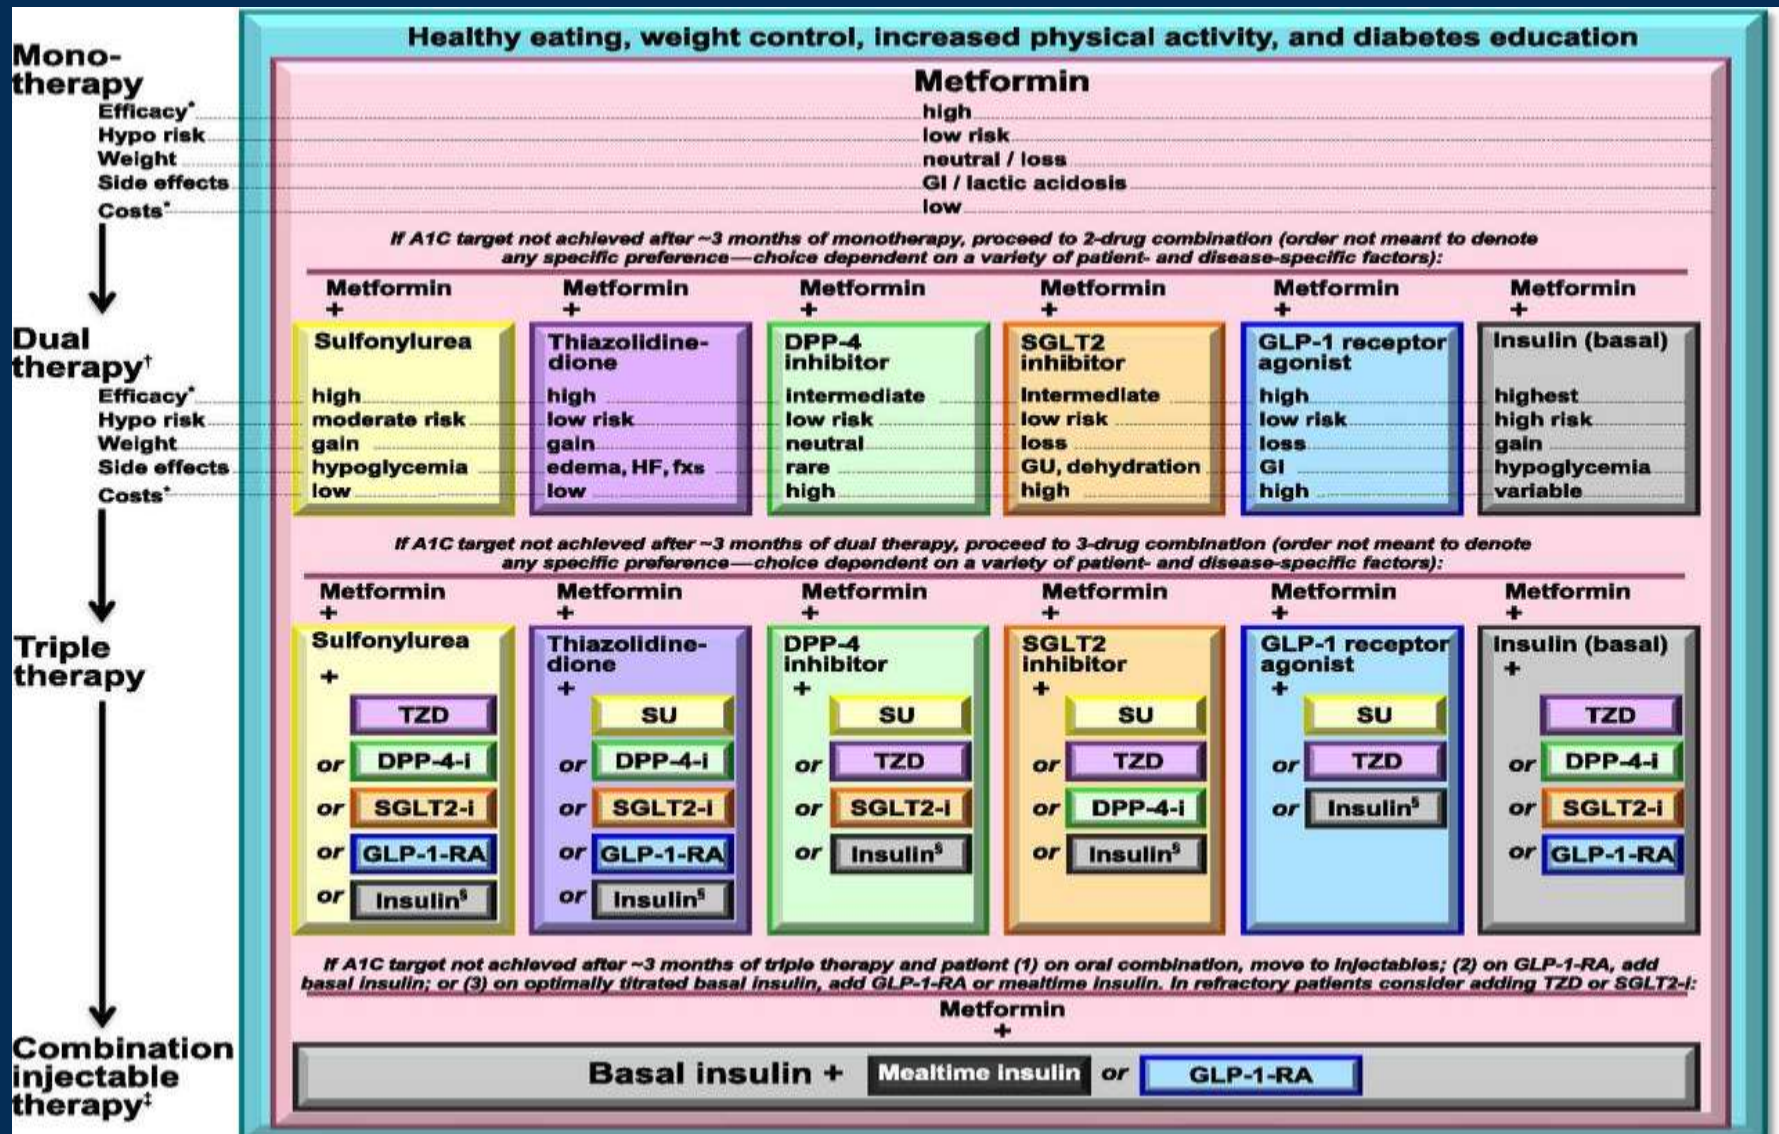 Healthy eating, weight control, increased physical activity, and diabetes education
Mono-
therapy
Metformin
Efficacy* high
Hypo risk low risk
Weight neutral / loss
Side effects GI / lactic acidosis
Costs* low
If A1C target not achieved after ~3 months of monotherapy, proceed to 2-drug combination (order not meant to denote
any specific preference—choice dependent on a variety of patient- and disease-specific factors):
Metformin Metformin Metformin Metformin Metformin Metformin
+ + + + + +
Dual
therapy†
Sulfonylurea Thiazolidine- DPP-4 SGLT2 GLP-1 receptor Insulin (basal)
dione inhibitor inhibitor agonist
Efficacy* high high intermediate intermediate high highest
Hypo risk moderate risk low risk low risk low risk low risk high risk
Weight gain gain neutral loss loss gain
Side effects hypoglycemia edema, HF, fxs rare GU, dehydration GI hypoglycemia
Costs* low low high high high variable
If A1C target not achieved after ~3 months of dual therapy, proceed to 3-drug combination (order not meant to denote
any specific preference—choice dependent on a variety of patient- and disease-specific factors):
Metformin Metformin Metformin Metformin Metformin Metformin
+ + + + + +
Triple
therapy
Sulfonylurea Thiazolidine- DPP-4 SGLT2 GLP-1 receptor Insulin (basal)
dione inhibitor inhibitor agonist
+ + + + + +
TZD SU SU SU SU TZD
or DPP-4-i or DPP-4-i or TZD or TZD or TZD or DPP-4-i
or SGLT2-i or SGLT2-i or SGLT2-i or DPP-4-i or Insulin§ or SGLT2-i
or GLP-1-RA or GLP-1-RA or Insulin§ or Insulin§ or GLP-1-RA
or Insulin§ or Insulin§
If A1C target not achieved after ~3 months of triple therapy and patient (1) on oral combination, move to injectables; (2) on GLP-1-RA, add
basal insulin; or (3) on optimally titrated basal insulin, add GLP-1-RA or mealtime insulin. In refractory patients consider adding TZD or SGLT2-i:
Metformin
+
Combination
injectable
therapy‡
Basal insulin + Mealtime insulin or GLP-1-RA